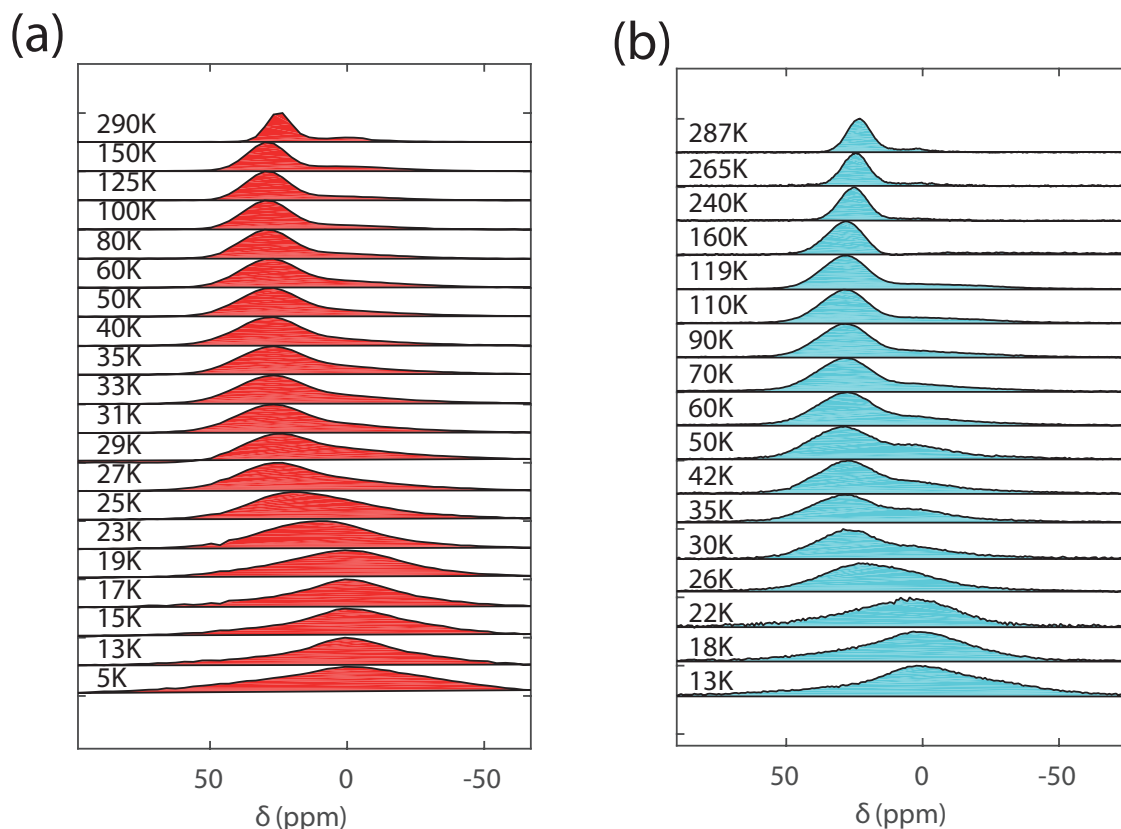 (a)
290K
150K
125K
100K
80K
60K
50K
40K
35K
33K
31K
29K
27K
25K
23K
19K
17K
15K
13K
5K
50 0 -50
δ (ppm)
(b)
287K
265K
240K
160K
119K
110K
90K
70K
60K
50K
42K
35K
30K
26K
22K
18K
13K
50 0 -50
δ (ppm)